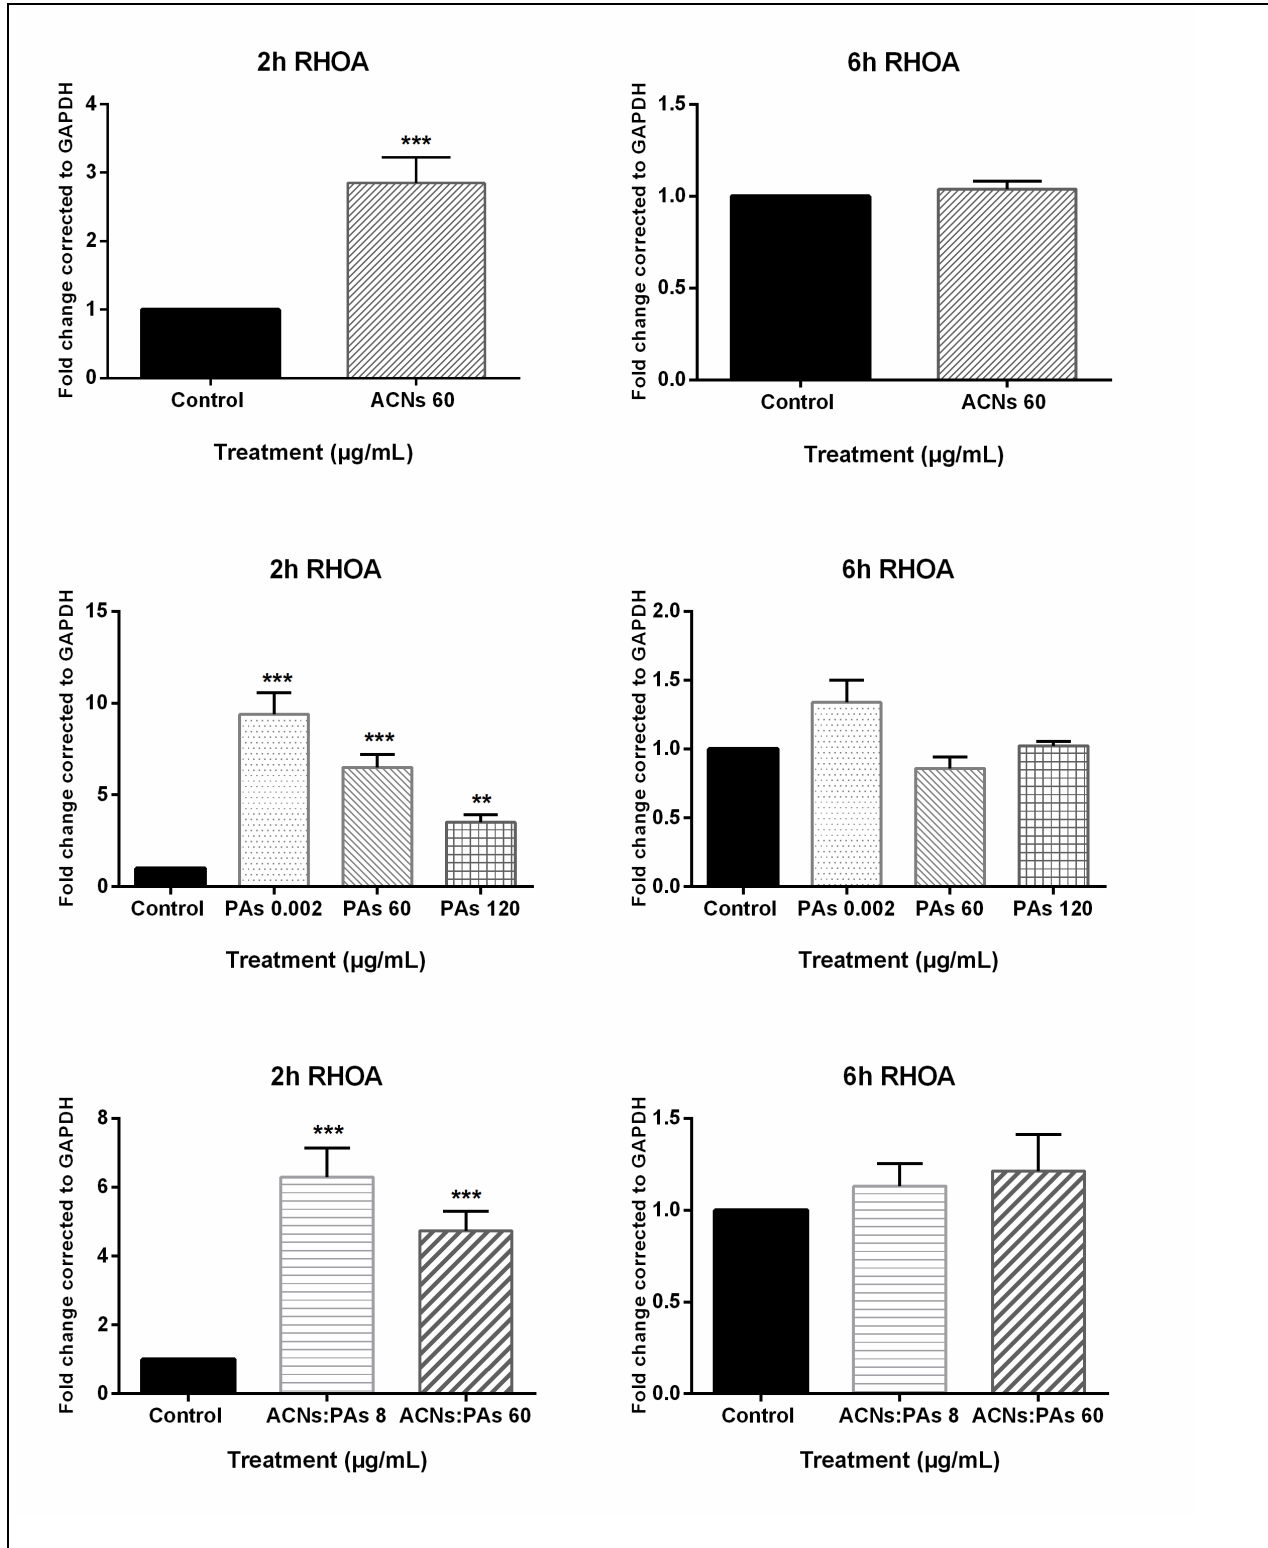 2h RHOA
Fold change corrected to GAPDH
4
3
2
1
0
***
Control
ACNs 60
Treatment (µg/mL)
6h RHOA
Fold change corrected to GAPDH
1.5
1.0
0.5
0.0
Control
ACNs 60
Treatment (µg/mL)
2h RHOA
Fold change corrected to GAPDH
15
10
5
0
***
***
**
Control
PAs 0.002
PAs 60
PAs 120
Treatment (µg/mL)
6h RHOA
Fold change corrected to GAPDH
2.0
1.5
1.0
0.5
0.0
Control
PAs 0.002
PAs 60
PAs 120
Treatment (µg/mL)
2h RHOA
Fold change corrected to GAPDH
8
6
4
2
0
***
***
Control
ACNs:PAs 8
ACNs:PAs 60
Treatment (µg/mL)
6h RHOA
Fold change corrected to GAPDH
1.5
1.0
0.5
0.0
Control
ACNs:PAs 8
ACNs:PAs 60
Treatment (µg/mL)